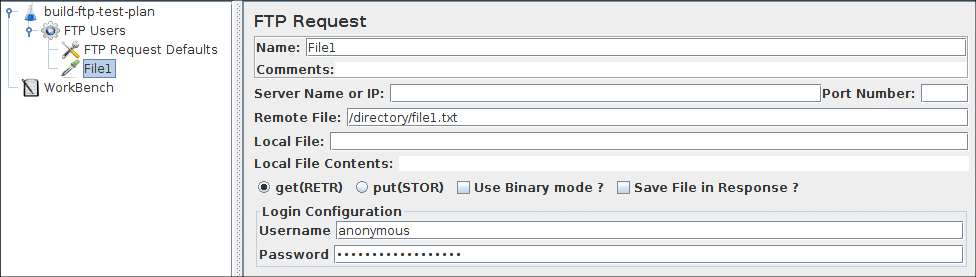 build-ftp-test-plan
FTP Users
FTP Request Defaults
File1
WorkBench
FTP Request
Name: File1
Comments:
Server Name or IP: Port Number:
Remote File: /directory/file1.txt
Local File:
Local File Contents:
get(RETR) put(STOR) Use Binary mode ? Save File in Response ?
Login Configuration
Username anonymous
Password ••••••••••••••••••